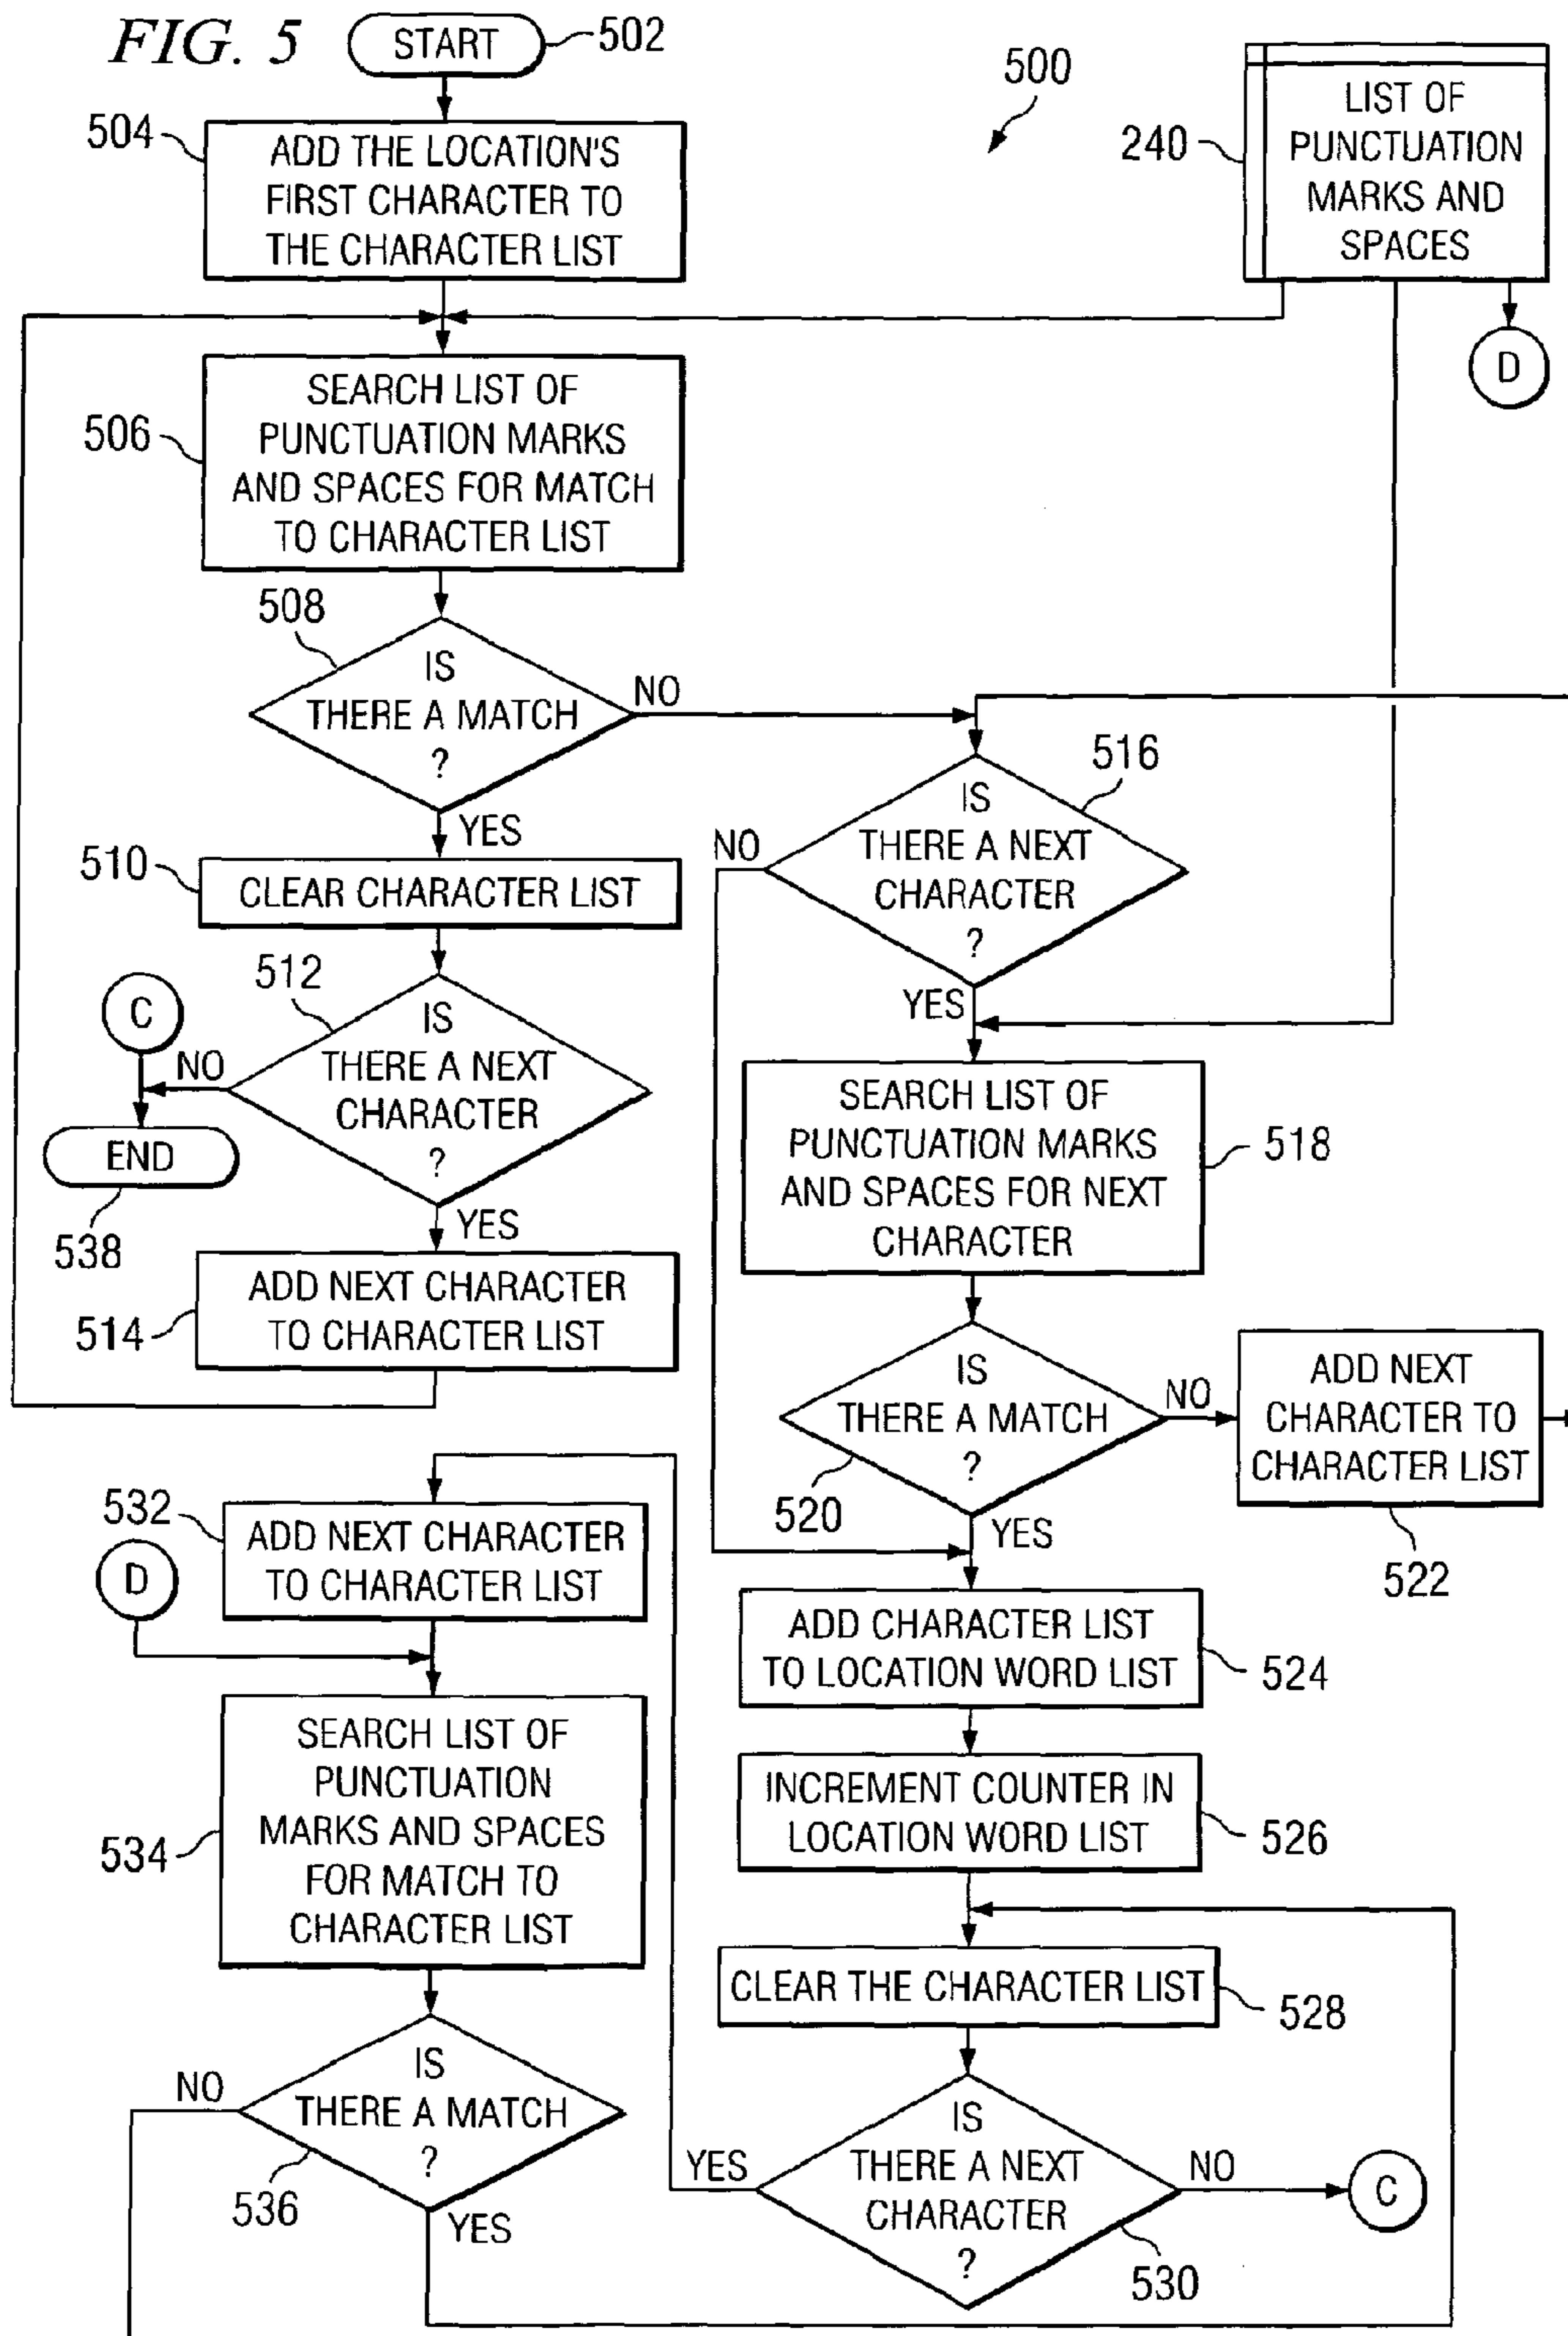 FIG. 5
START
502
500
504
ADD THE LOCATION'S
FIRST CHARACTER TO
THE CHARACTER LIST
240
LIST OF
PUNCTUATION
MARKS AND
SPACES
D
506
SEARCH LIST OF
PUNCTUATION MARKS
AND SPACES FOR MATCH
TO CHARACTER LIST
508
IS
THERE A MATCH
?
NO
YES
510
CLEAR CHARACTER LIST
512
IS
THERE A NEXT
CHARACTER
?
C
NO
END
538
YES
514
ADD NEXT CHARACTER
TO CHARACTER LIST
516
IS
THERE A NEXT
CHARACTER
?
NO
YES
SEARCH LIST OF
PUNCTUATION MARKS
AND SPACES FOR NEXT
CHARACTER
518
IS
THERE A MATCH
?
520
NO
ADD NEXT
CHARACTER TO
CHARACTER LIST
522
YES
ADD CHARACTER LIST
TO LOCATION WORD LIST
524
INCREMENT COUNTER IN
LOCATION WORD LIST
526
CLEAR THE CHARACTER LIST
528
IS
THERE A NEXT
CHARACTER
?
530
YES
NO
C
532
ADD NEXT CHARACTER
TO CHARACTER LIST
D
534
SEARCH LIST OF
PUNCTUATION
MARKS AND SPACES
FOR MATCH TO
CHARACTER LIST
IS
THERE A MATCH
?
536
NO
YES